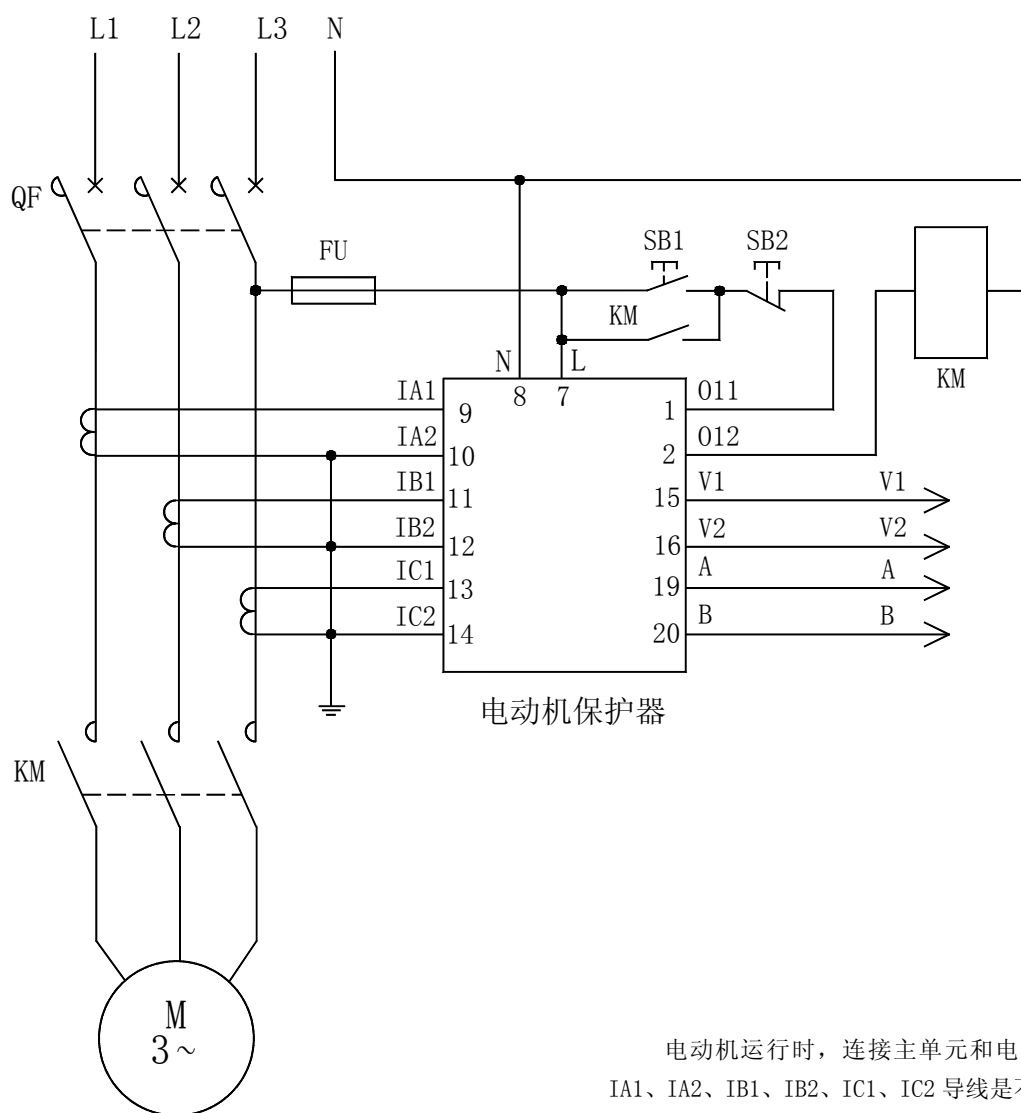 L1 L2 L3 N
QF
FU SB1 SB2
KM
KM
N L
8 7
IA1 9 1 O11
IA2 10 2 O12
IB1 11 15 V1 V1
IB2 12 16 V2 V2
IC1 13 19 A A
IC2 14 20 B B
电动机保护器
KM
M
3~
电动机运行时，连接主单元和电
IA1、IA2、IB1、IB2、IC1、IC2 导线是